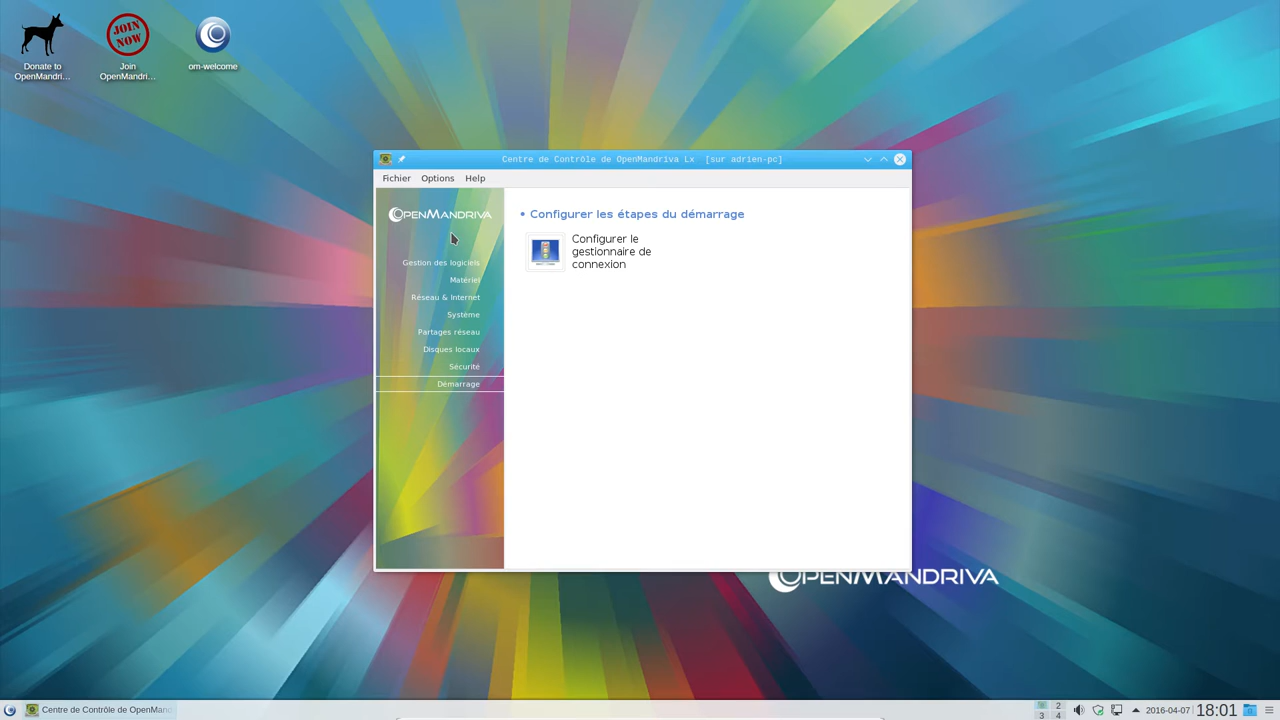 Donate to
OpenMandri...
Join
OpenMandri...
om-welcome
JOIN
NOW
Centre de Contrôle de OpenMandriva Lx [sur adrien-pc]
Fichier Options Help
OPENMANDRIVA
Gestion des logiciels
Matériel
Réseau & Internet
Système
Partages réseau
Disques locaux
Sécurité
Démarrage
• Configurer les étapes du démarrage
Configurer le
gestionnaire de
connexion
OPENMANDRIVA
Centre de Contrôle de OpenMand
2
3 4
2016-04-07 18:01